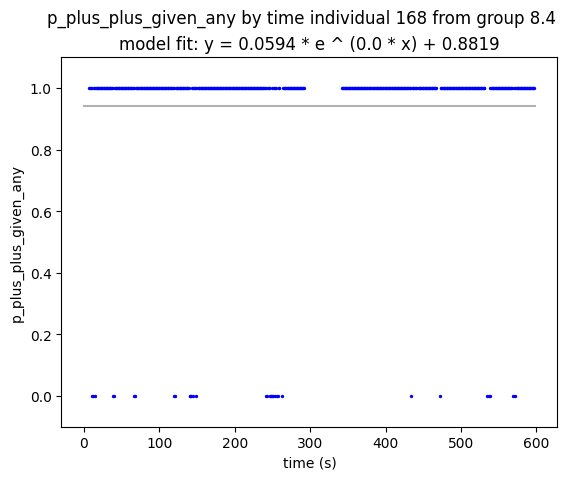 p_plus_plus_given_any by time individual 168 from group 8.4
model fit: y = 0.0594 * e ^ (0.0 * x) + 0.8819
1.0
0.8
0.6
0.4
0.2
0.0
p_plus_plus_given_any
0 100 200 300 400 500 600
time (s)